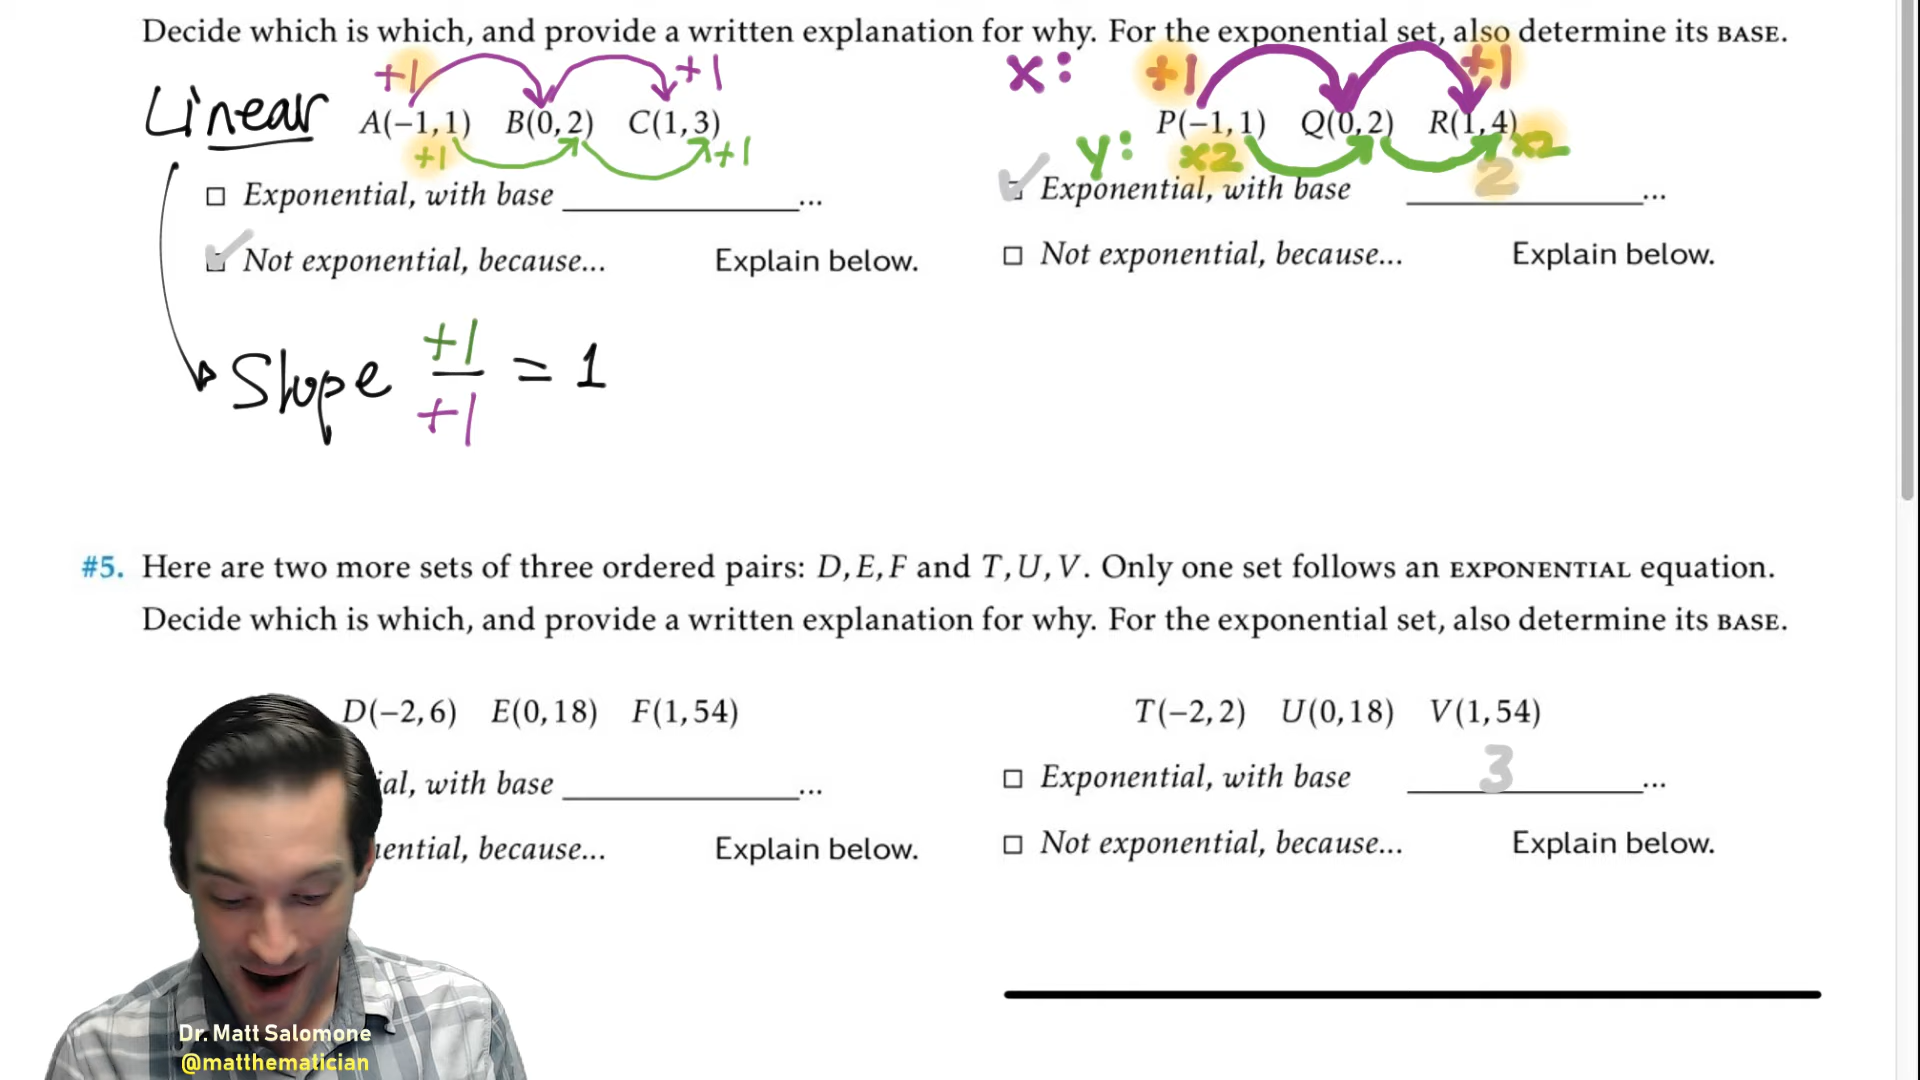 Decide which is which, and provide a written explanation for why. For the exponential set, also determine its BASE.
+1 +1
Linear A(−1,1) B(0,2) C(1,3)
+1 +1
□ Exponential, with base ____________...
✓ Not exponential, because... Explain below.
Slope +1/+1 = 1
x: +1 +1
P(−1,1) Q(0,2) R(1,4)
y: x2 x2
✓ Exponential, with base 2...
□ Not exponential, because... Explain below.
#5. Here are two more sets of three ordered pairs: D,E,F and T,U,V. Only one set follows an EXPONENTIAL equation.
Decide which is which, and provide a written explanation for why. For the exponential set, also determine its BASE.
D(−2,6) E(0,18) F(1,54)
ial, with base ____________...
ential, because... Explain below.
T(−2,2) U(0,18) V(1,54)
□ Exponential, with base 3...
□ Not exponential, because... Explain below.
Dr. Matt Salomone
@matthematician